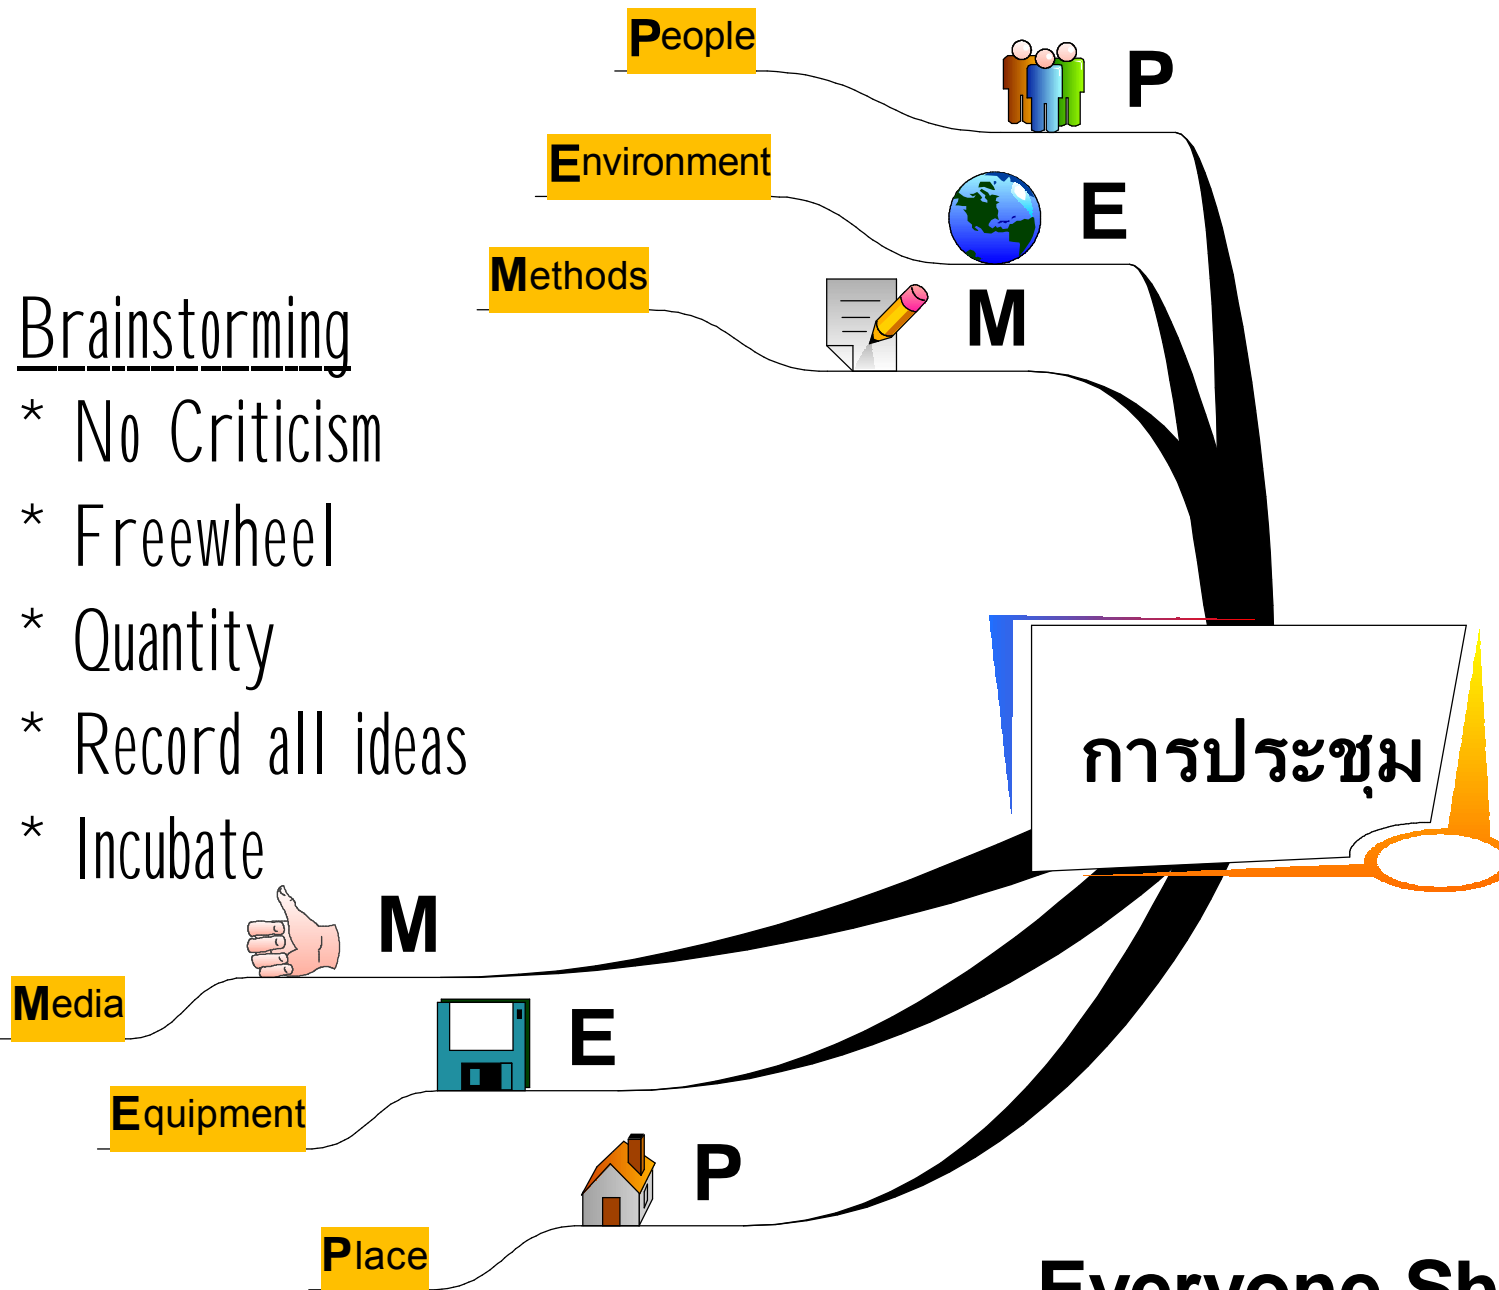 People
P
Environment
E
Methods
M
Brainstorming
* No Criticism
* Freewheel
* Quantity
* Record all ideas
* Incubate
การประชุม
M
Media
E
Equipment
P
Place
Everyone